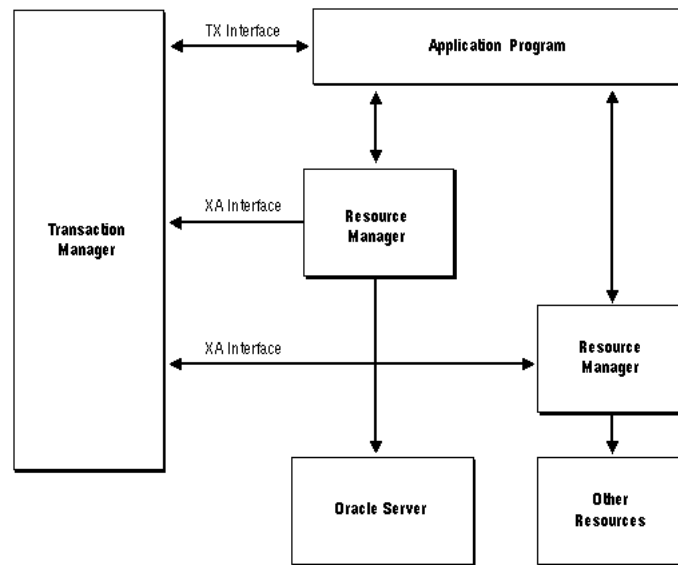 TX Interface
Application Program
XA Interface
Resource
Manager
Transaction
Manager
XA Interface
Resource
Manager
Oracle Server
Other
Resources